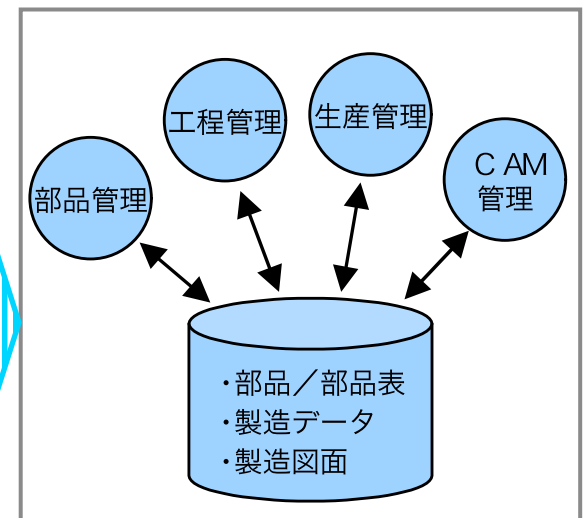 部品管理
工程管理
生産管理
CAM
管理
・部品／部品表
・製造データ
・製造図面